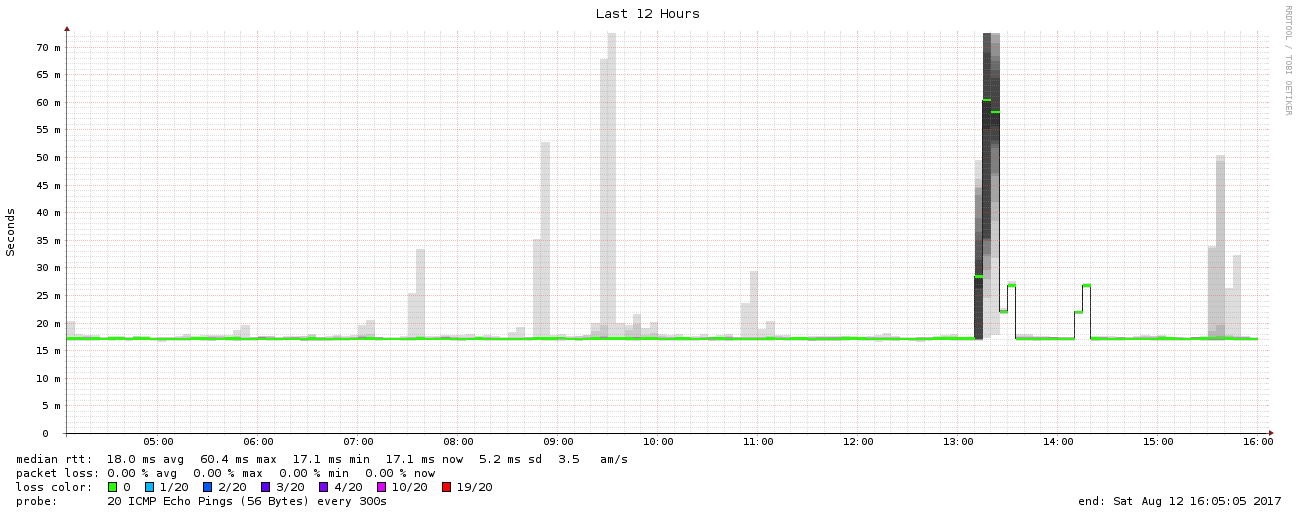 Last 12 Hours
RRDTOOL / TOBI OETIKER
Seconds
70 m
65 m
60 m
55 m
50 m
45 m
40 m
35 m
30 m
25 m
20 m
15 m
10 m
5 m
0
05:00 06:00 07:00 08:00 09:00 10:00 11:00 12:00 13:00 14:00 15:00 16:00
median rtt: 18.0 ms avg 60.4 ms max 17.1 ms min 17.1 ms now 5.2 ms sd 3.5 am/s
packet loss: 0.00 % avg 0.00 % max 0.00 % min 0.00 % now
loss color: 0 1/20 2/20 3/20 4/20 10/20 19/20
probe: 20 ICMP Echo Pings (56 Bytes) every 300s end: Sat Aug 12 16:05:05 2017